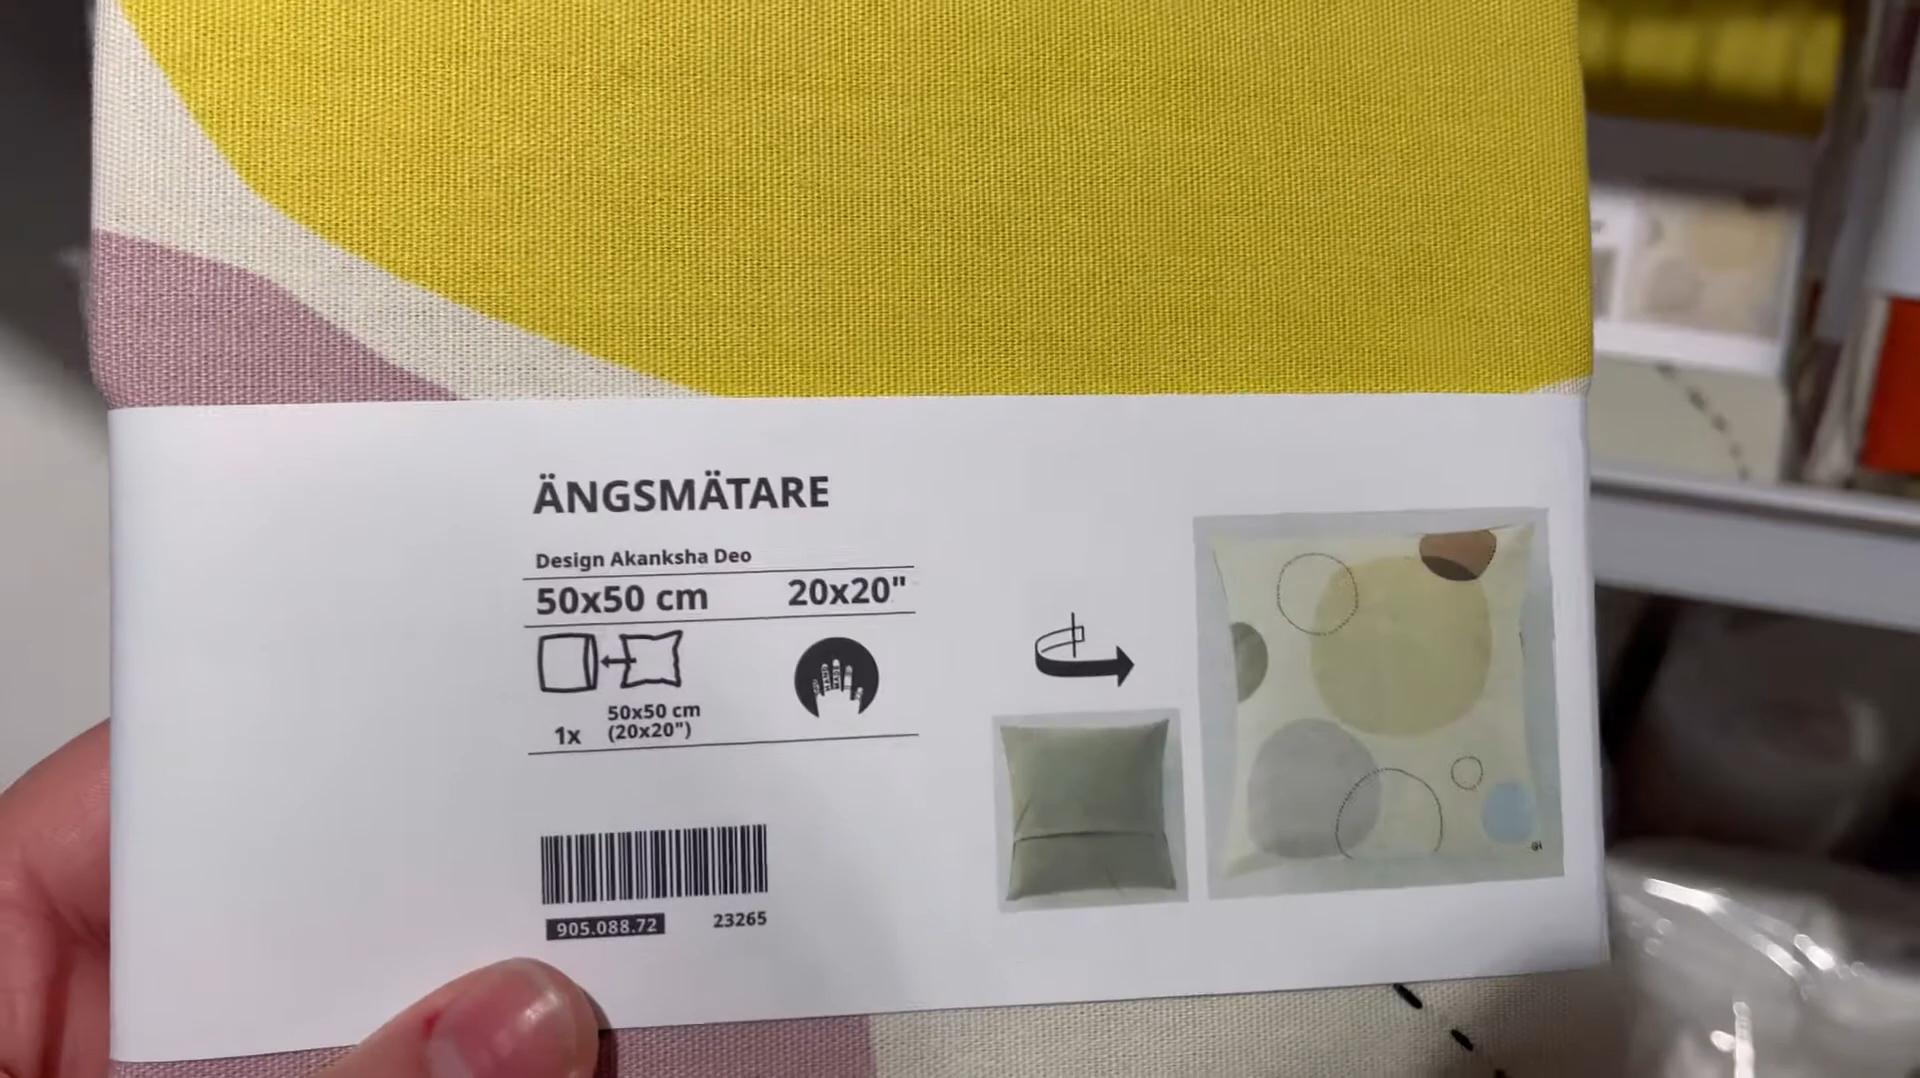 ÄNGSMÄTARE
Design Akanksha Deo
50x50 cm 20x20"
1x 50x50 cm
(20x20")
905.088.72 23265